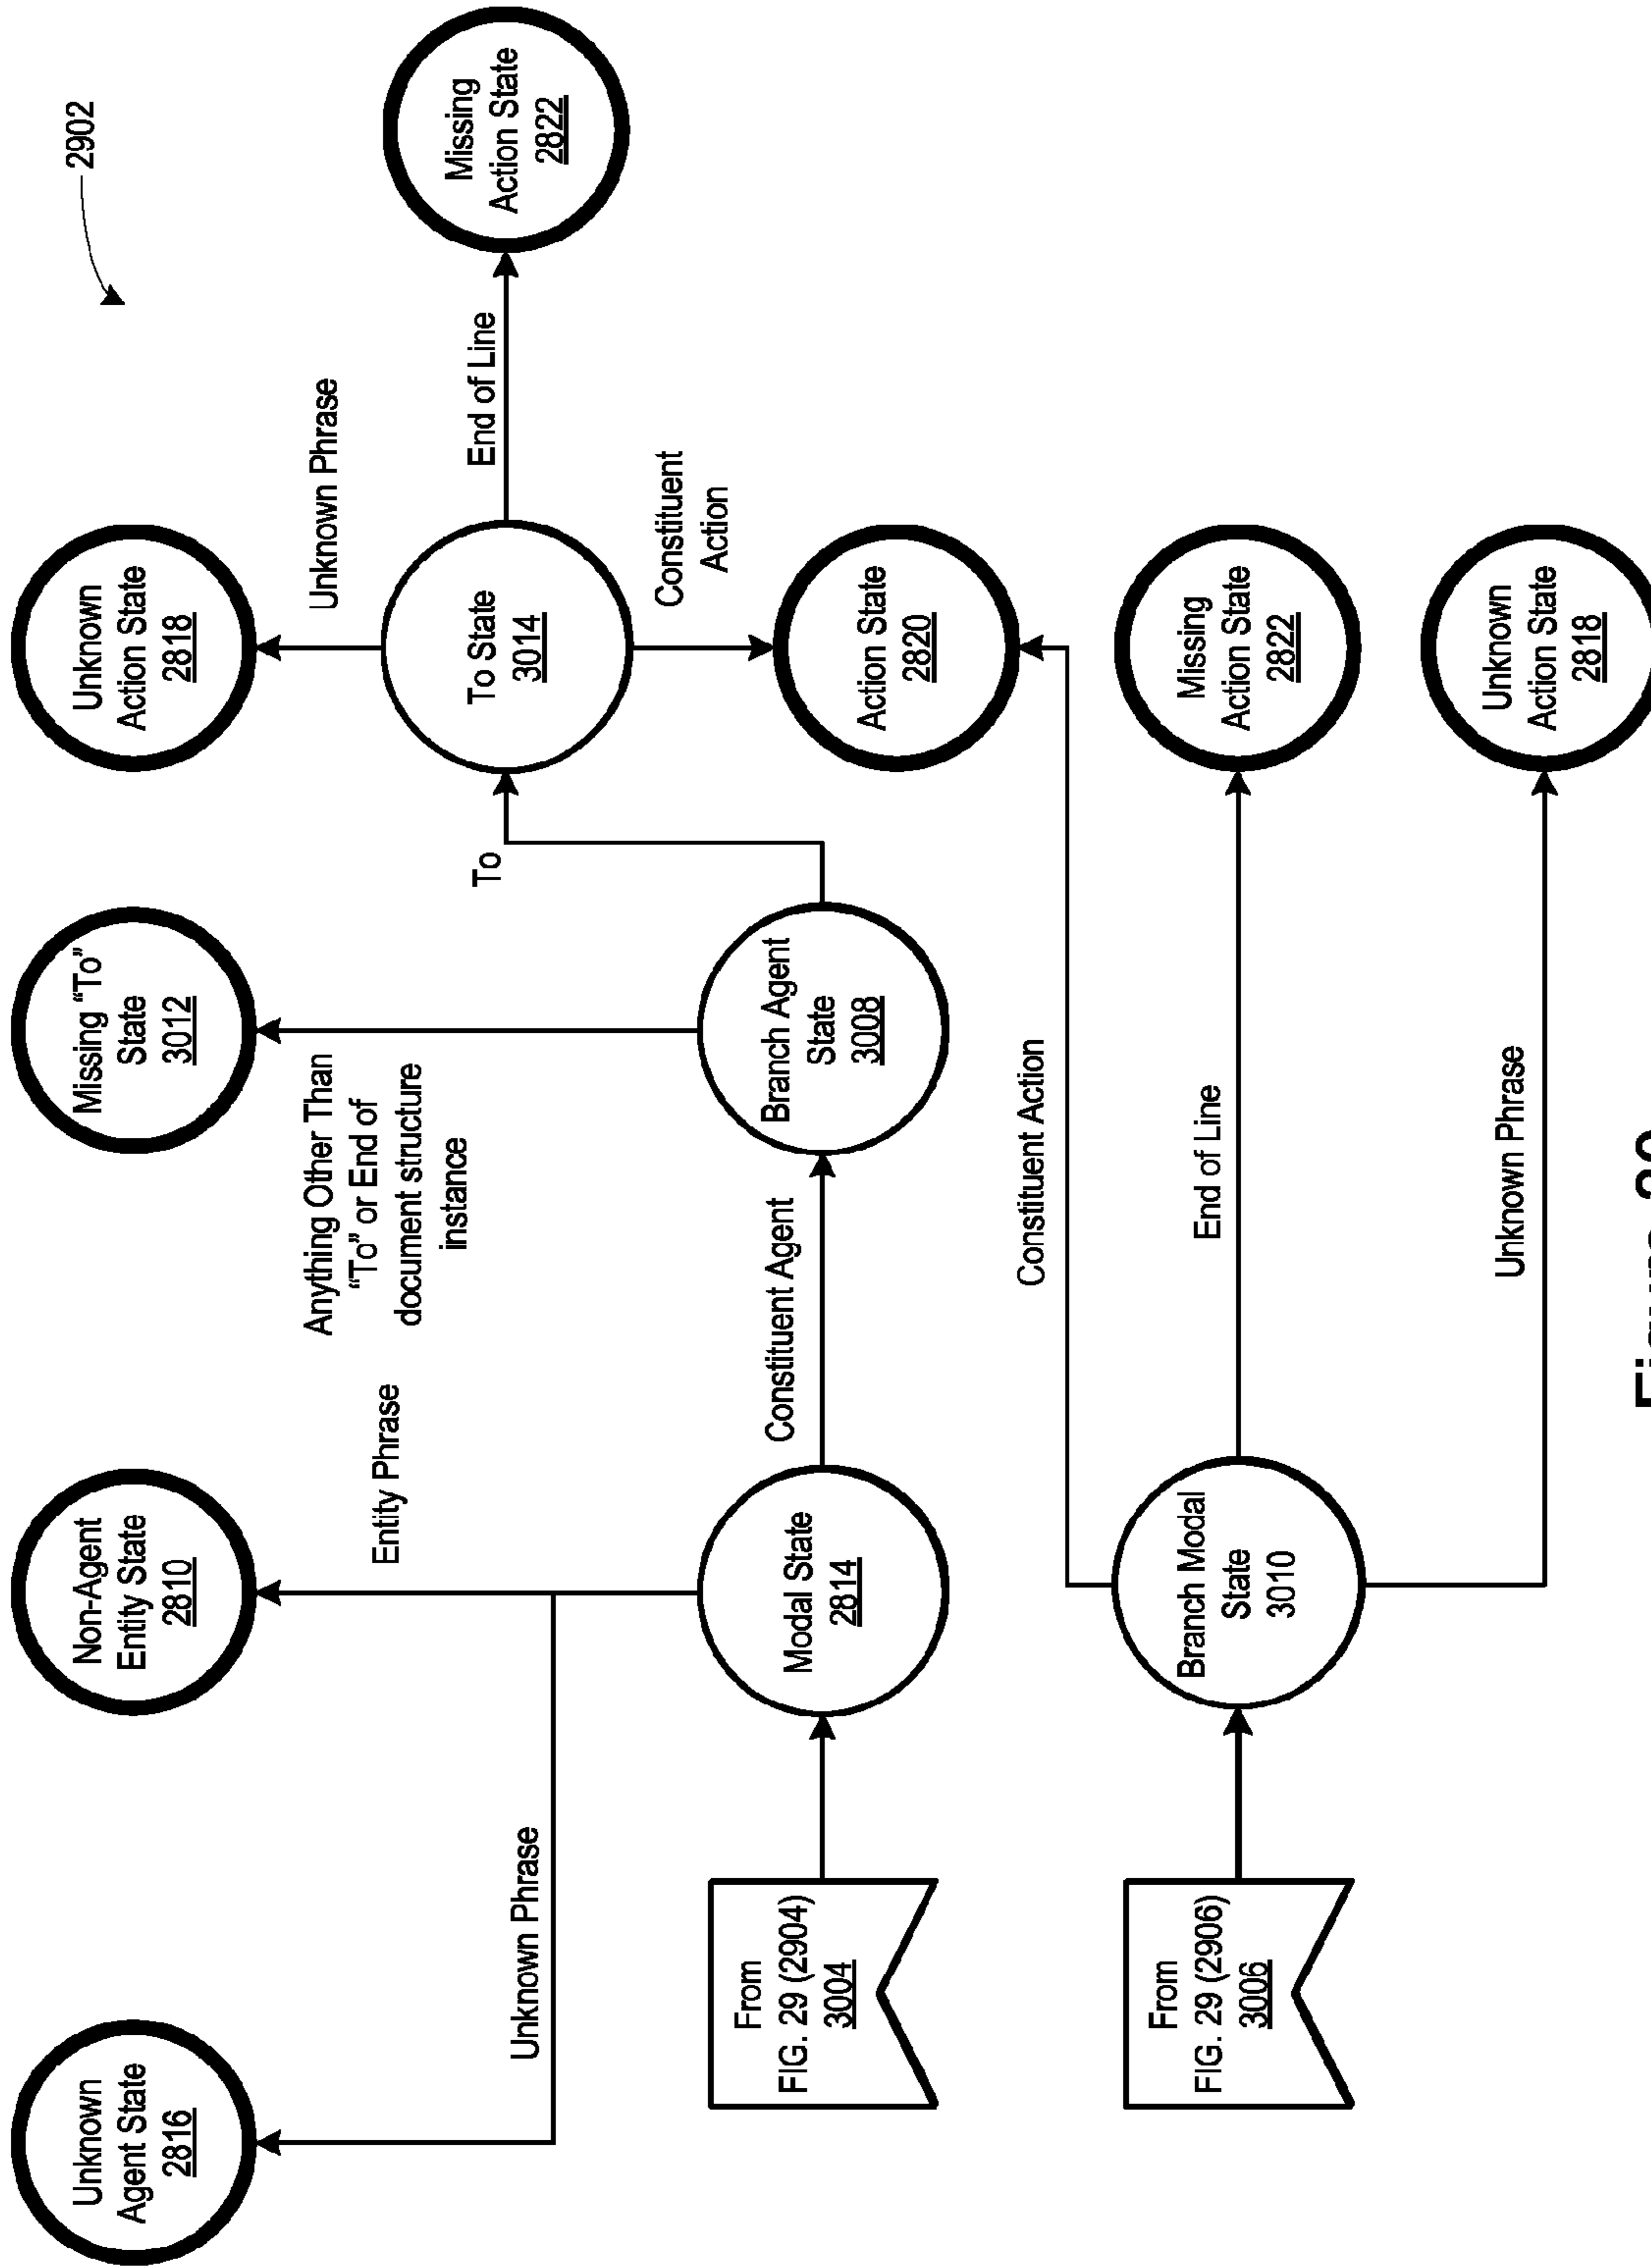 2902
Unknown
Agent State
2816
Non-Agent
Entity State
2810
Missing “To”
State
3012
Unknown
Action State
2818
Unknown Phrase
Entity Phrase
Anything Other Than
“To” or End of
document structure
instance
To
Unknown Phrase
To State
3014
End of Line
Missing
Action State
2822
From
FIG. 29 (2904)
3004
Modal State
2814
Constituent Agent
Branch Agent
State
3008
Constituent
Action
Action State
2820
Constituent Action
From
FIG. 29 (2906)
3006
Branch Modal
State
3010
End of Line
Missing
Action State
2822
Unknown Phrase
Unknown
Action State
2818
Figure